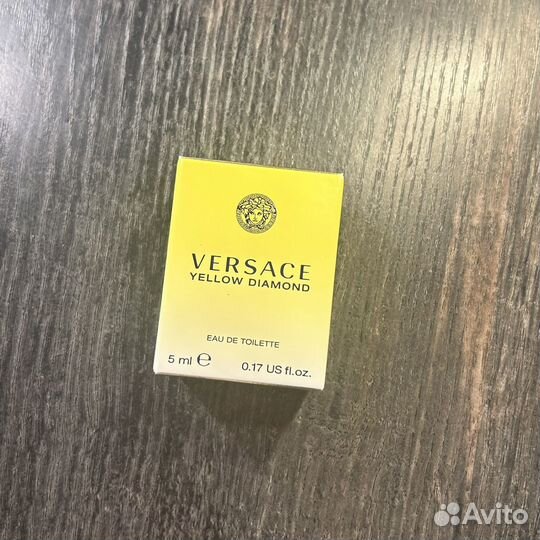 VERSACE
YELLOW DIAMOND
EAU DE TOILETTE
5 ml ℮ 0.17 US fl.oz.
Avito